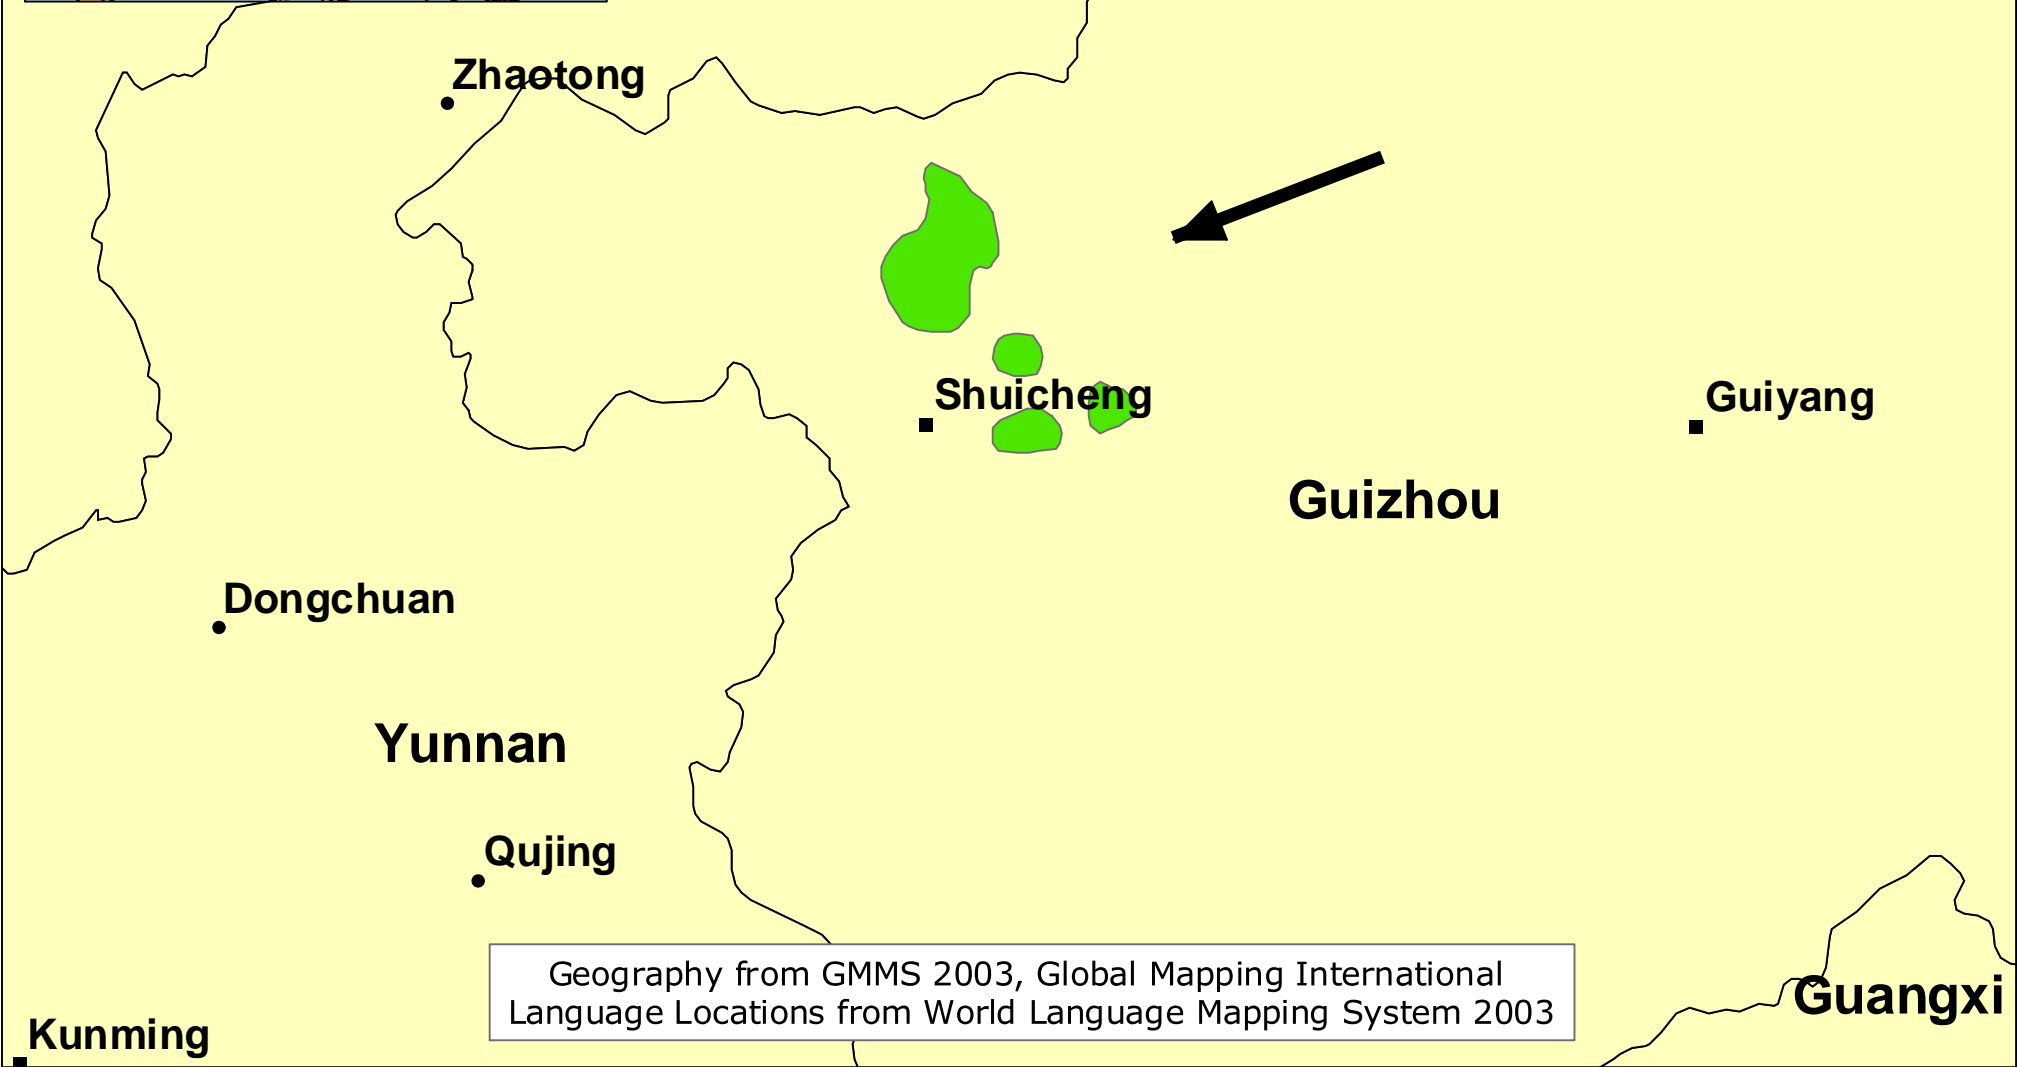 Zhaotong
Shuicheng
Guiyang
Guizhou
Dongchuan
Yunnan
Qujing
Geography from GMMS 2003, Global Mapping International
Language Locations from World Language Mapping System 2003
Guangxi
Kunming